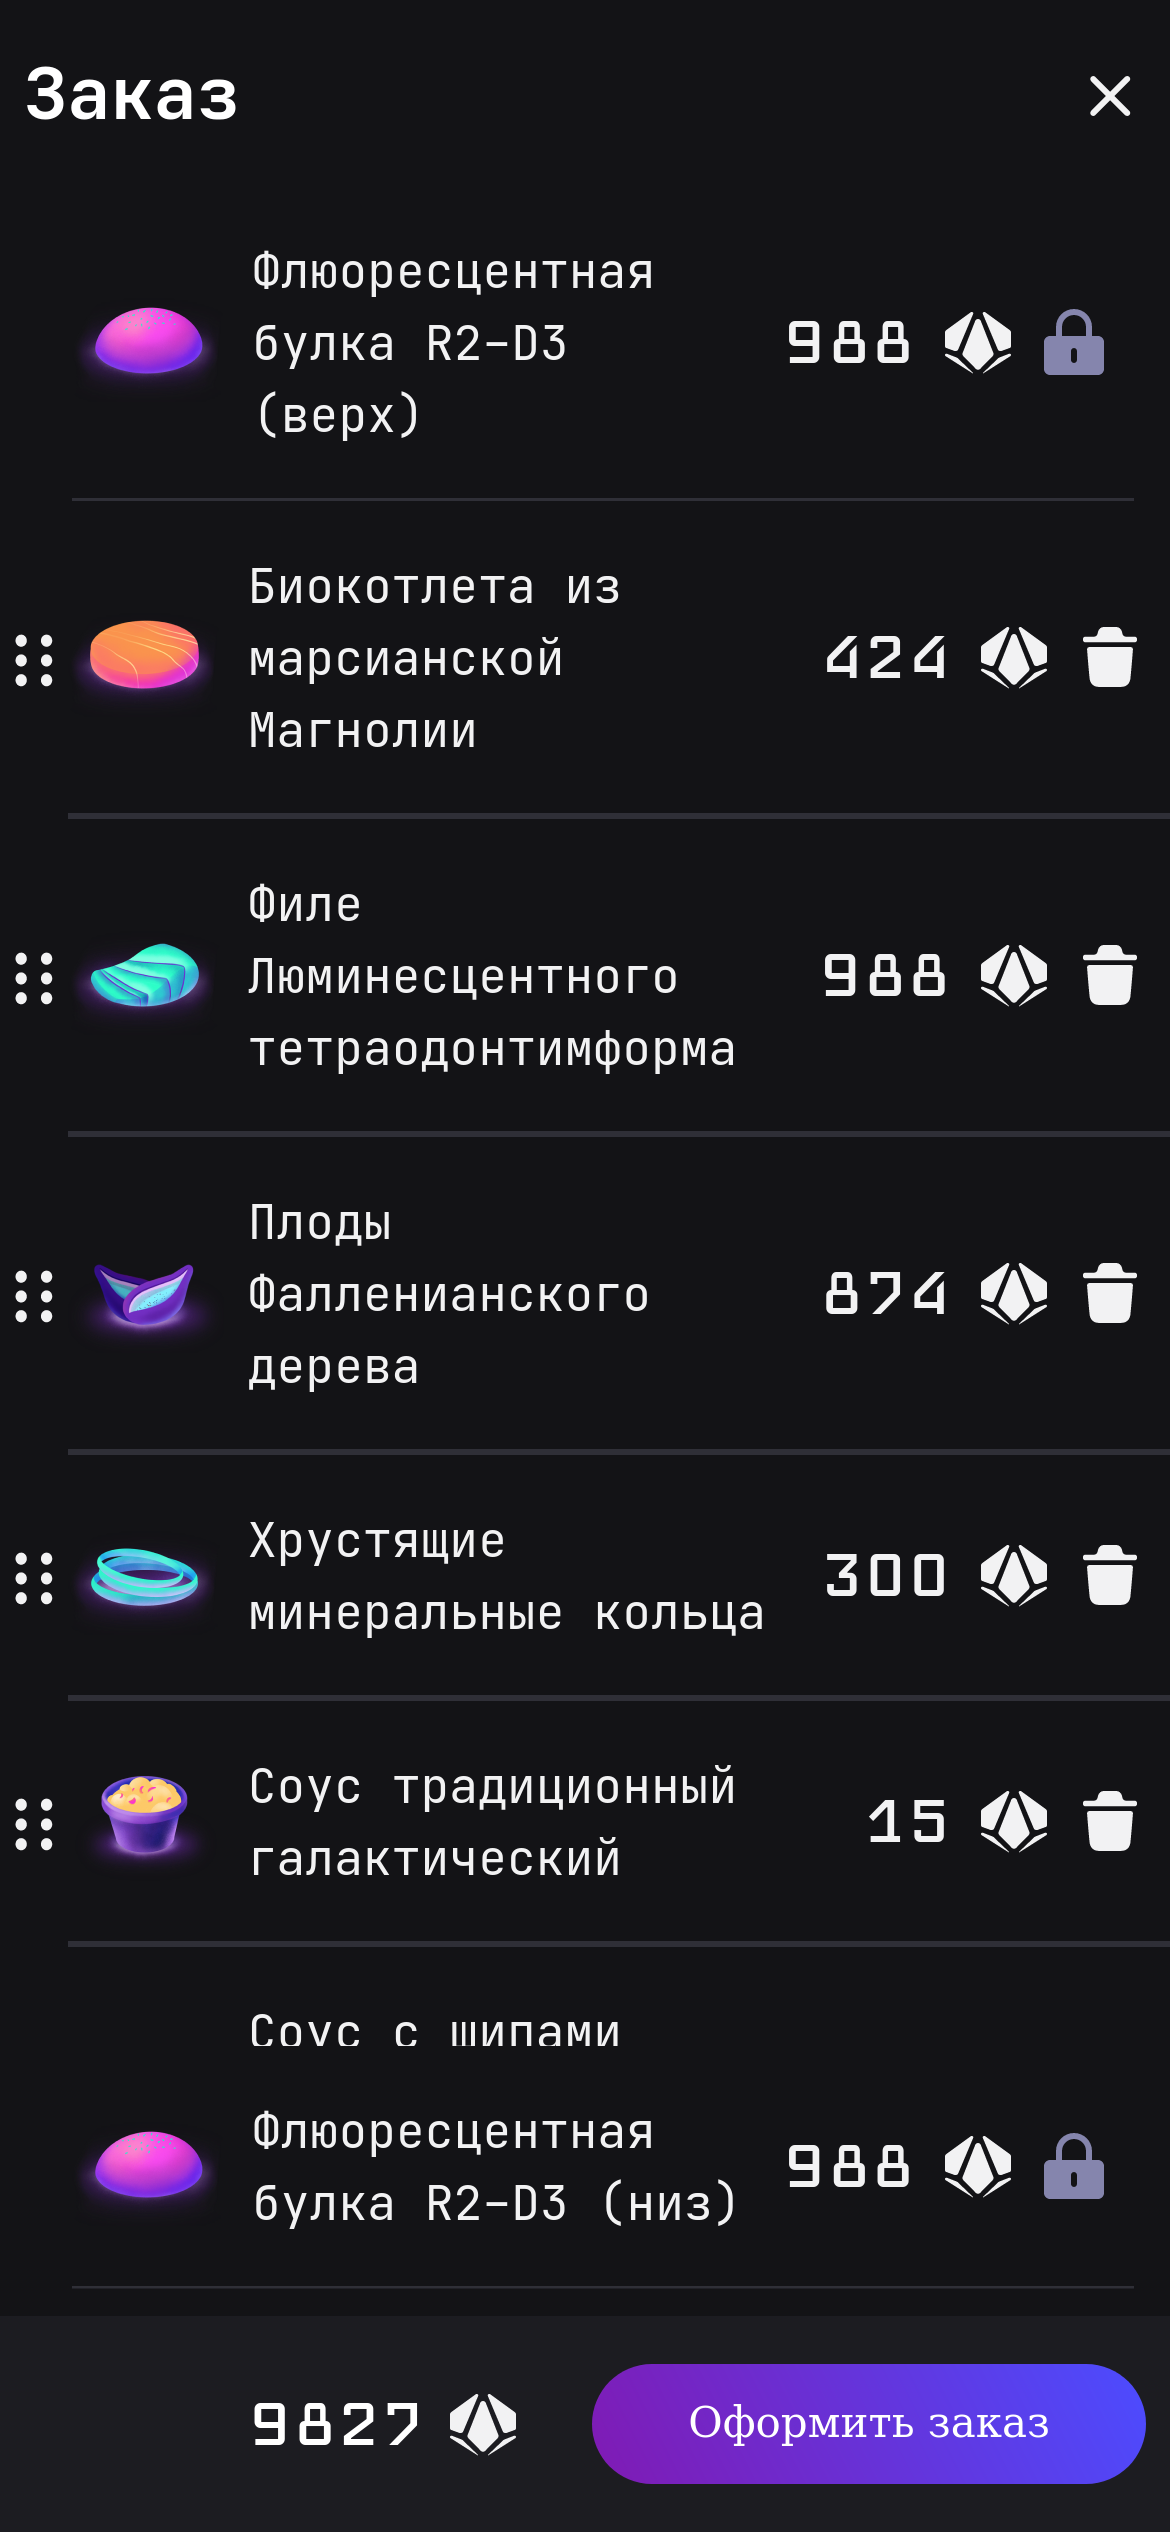 Заказ
Флюоресцентная
булка R2-D3
(верх)
988
Биокотлета из
марсианской
Магнолии
424
Филе
Люминесцентного
тетраодонтимформа
988
Плоды
Фалленианского
дерева
874
Хрустящие
минеральные кольца
300
Соус традиционный
галактический
15
Соус с шипами
Флюоресцентная
булка R2-D3 (низ)
988
9827
Оформить заказ